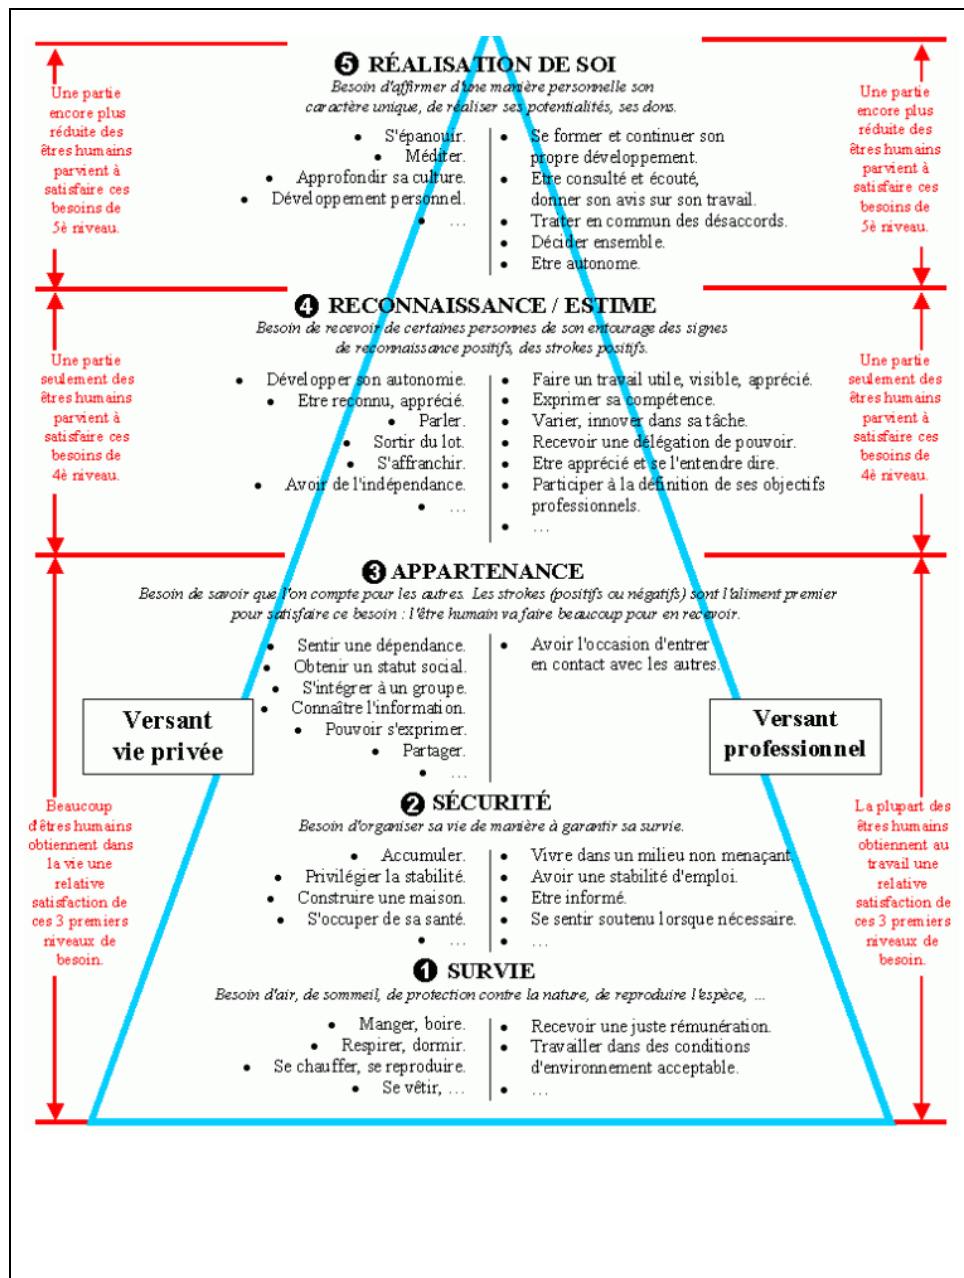 ❺ RÉALISATION DE SOI
Besoin d'affirmer d'une manière personnelle son
caractère unique, de réaliser ses potentialités, ses dons.
Une partie
encore plus
réduite des
êtres humains
parvient à
satisfaire ces
besoins de
5è niveau.
• S'épanouir.
• Méditer.
• Approfondir sa culture.
• Développement personnel.
• ...
• Se former et continuer son
propre développement.
• Etre consulté et écouté,
donner son avis sur son travail.
• Traiter en commun des désaccords.
• Décider ensemble.
• Etre autonome.
Une partie
encore plus
réduite des
êtres humains
parvient à
satisfaire ces
besoins de
5è niveau.
❹ RECONNAISSANCE / ESTIME
Besoin de recevoir de certaines personnes de son entourage des signes
de reconnaissance positifs, des strokes positifs.
Une partie
seulement des
êtres humains
parvient à
satisfaire ces
besoins de
4è niveau.
• Développer son autonomie.
• Etre reconnu, apprécié.
• Parler.
• Sortir du lot.
• S'affranchir.
• Avoir de l'indépendance.
• ...
• Faire un travail utile, visible, apprécié.
• Exprimer sa compétence.
• Varier, innover dans sa tâche.
• Recevoir une délégation de pouvoir.
• Etre apprécié et se l'entendre dire.
• Participer à la définition de ses objectifs
professionnels.
• ...
Une partie
seulement des
êtres humains
parvient à
satisfaire ces
besoins de
4è niveau.
❸ APPARTENANCE
Besoin de savoir que l'on compte pour les autres. Les strokes (positifs ou négatifs) sont l'aliment premier
pour satisfaire ce besoin : l'être humain va faire beaucoup pour en recevoir.
• Sentir une dépendance.
• Obtenir un statut social.
• S'intégrer à un groupe.
• Connaître l'information.
• Pouvoir s'exprimer.
• Partager.
• ...
• Avoir l'occasion d'entrer
en contact avec les autres.
Versant
vie privée
Versant
professionnel
❷ SÉCURITÉ
Besoin d'organiser sa vie de manière à garantir sa survie.
Beaucoup
d'êtres humains
obtiennent dans
la vie une
relative
satisfaction de
ces 3 premiers
niveaux de
besoin.
• Accumuler.
• Privilégier la stabilité.
• Construire une maison.
• S'occuper de sa santé.
• ...
• Vivre dans un milieu non menaçant.
• Avoir une stabilité d'emploi.
• Etre informé.
• Se sentir soutenu lorsque nécessaire.
• ...
La plupart des
êtres humains
obtiennent au
travail une
relative
satisfaction de
ces 3 premiers
niveaux de
besoin.
❶ SURVIE
Besoin d'air, de sommeil, de protection contre la nature, de reproduire l'espèce, ...
• Manger, boire.
• Respirer, dormir.
• Se chauffer, se reproduire.
• Se vêtir, ...
• Recevoir une juste rémunération.
• Travailler dans des conditions
d'environnement acceptable.
• ...